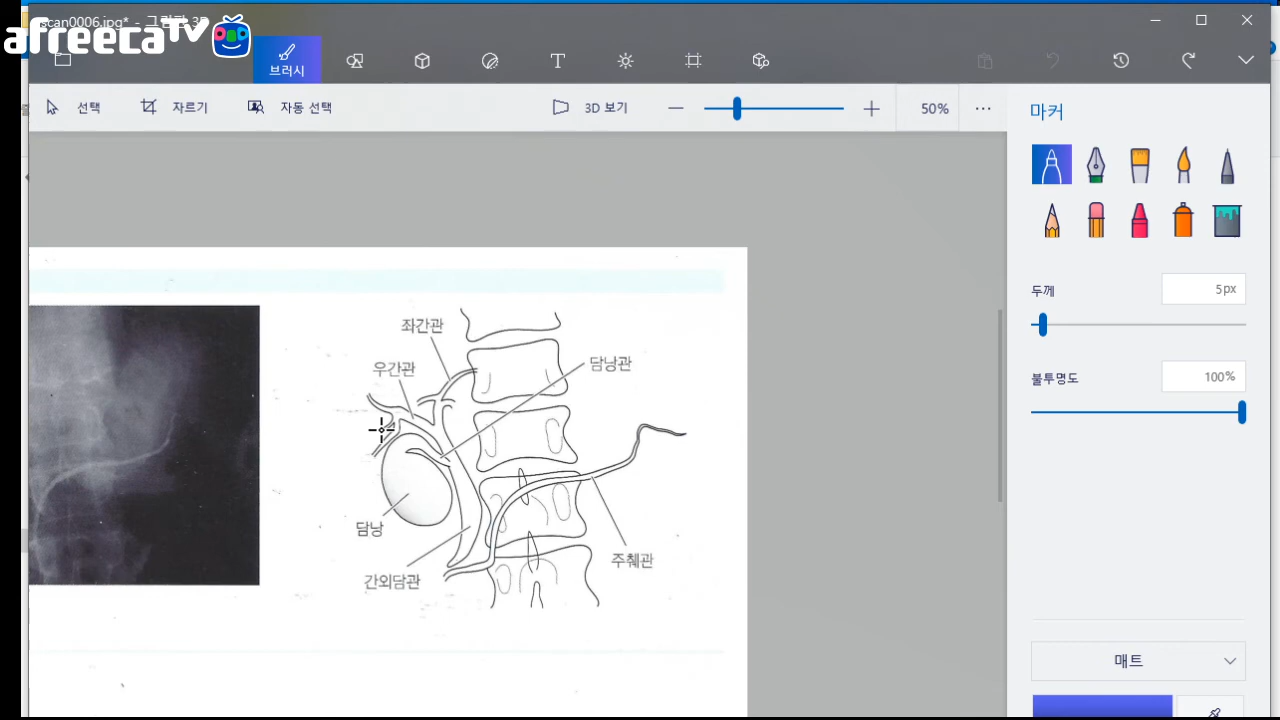 scan0006.jpg* - 그림판 3D
afreecaTV
브러시
선택
자르기
자동 선택
3D 보기
50%
마커
두께
5px
불투명도
100%
매트
좌간관
우간관
담낭관
담낭
간외담관
주췌관